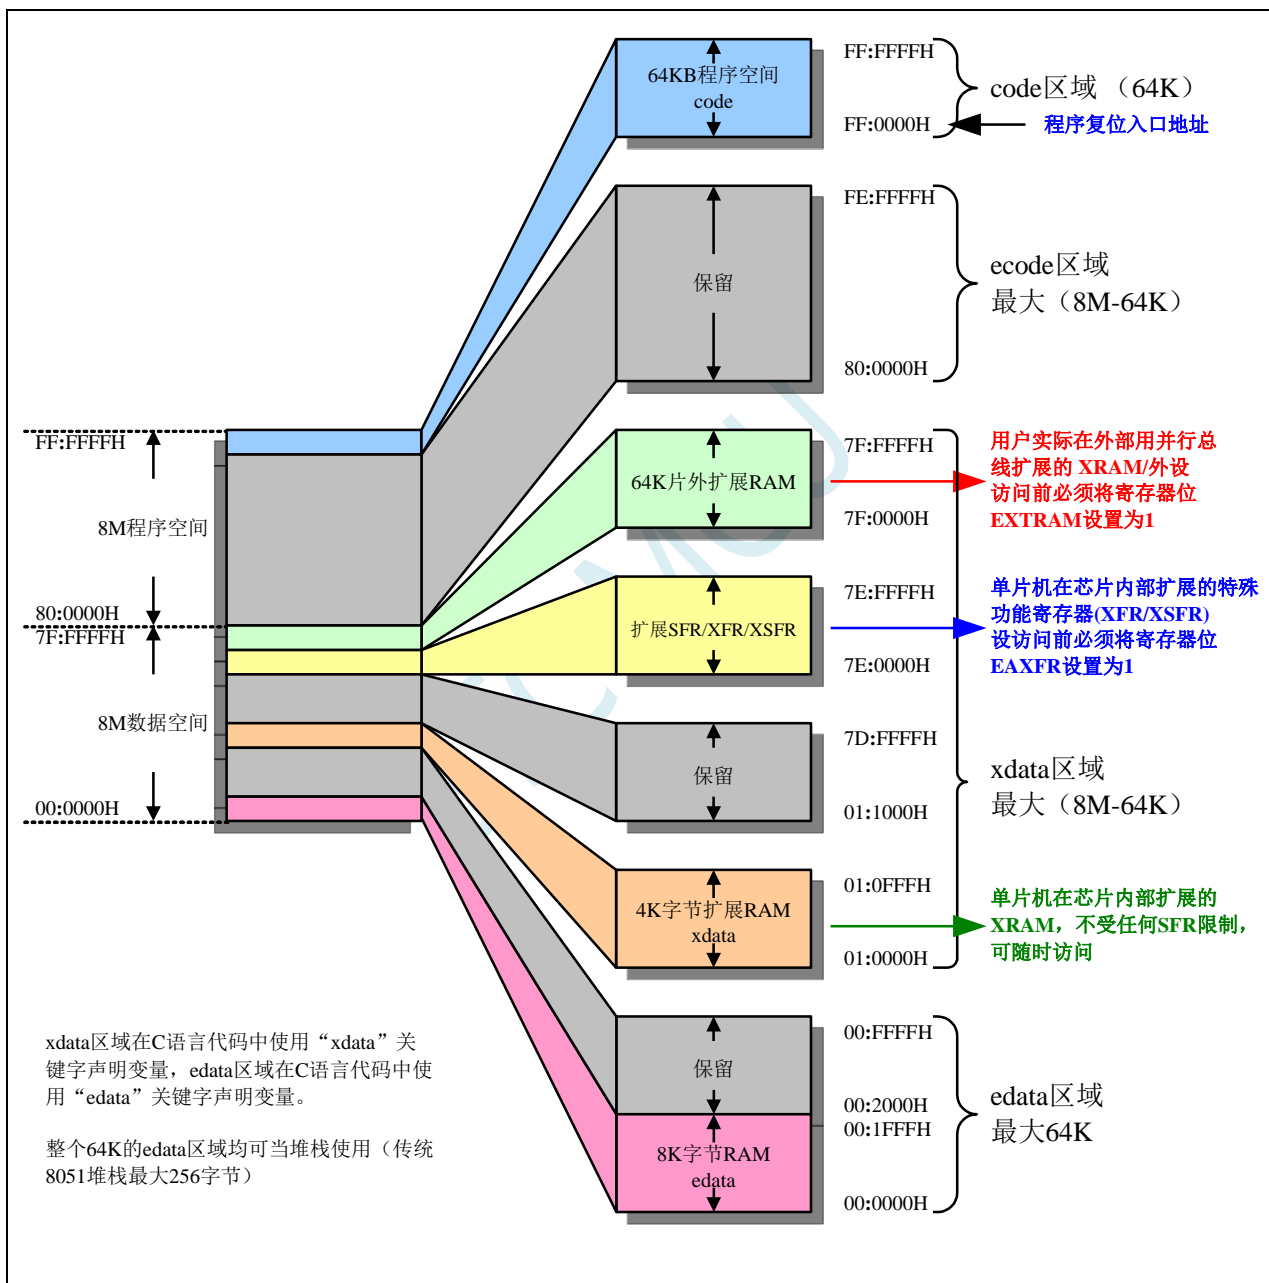 64KB程序空间
code
FF:FFFFH
FF:0000H
code区域 （64K）
程序复位入口地址
保留
FE:FFFFH
80:0000H
ecode区域
最大（8M-64K）
FF:FFFFH
8M程序空间
80:0000H
7F:FFFFH
8M数据空间
00:0000H
64K片外扩展RAM
7F:FFFFH
7F:0000H
用户实际在外部用并行总
线扩展的 XRAM/外设
访问前必须将寄存器位
EXTRAM设置为1
扩展SFR/XFR/XSFR
7E:FFFFH
7E:0000H
单片机在芯片内部扩展的特殊
功能寄存器(XFR/XSFR)
设访问前必须将寄存器位
EAXFR设置为1
保留
7D:FFFFH
01:1000H
xdata区域
最大（8M-64K）
4K字节扩展RAM
xdata
01:0FFFH
01:0000H
单片机在芯片内部扩展的
XRAM，不受任何SFR限制，
可随时访问
保留
00:FFFFH
00:2000H
00:1FFFH
8K字节RAM
edata
00:0000H
edata区域
最大64K
xdata区域在C语言代码中使用“xdata”关
键字声明变量，edata区域在C语言代码中使
用“edata”关键字声明变量。
整个64K的edata区域均可当堆栈使用（传统
8051堆栈最大256字节）